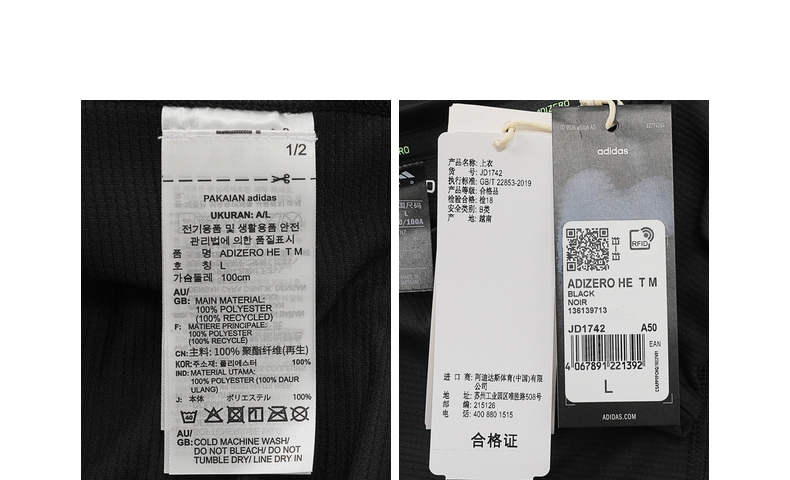 1/2
PAKAIAN adidas
UKURAN: A/L
전기용품 및 생활용품 안전
관리법에 의한 품질표시
품 명 ADIZERO HE T M
호 칭 L
가슴둘레 100cm
AU/
GB: MAIN MATERIAL:
100% POLYESTER
(100% RECYCLED)
F: MATIÈRE PRINCIPALE:
100% POLYESTER
(100% RECYCLÉ)
CN: 主料: 100% 聚酯纤维(再生)
KOR: 주소재: 폴리에스터 100%
IND: MATERIAL UTAMA:
100% POLYESTER (100% DAUR
ULANG)
J: 本体 ポリエステル 100%
AU/
GB: COLD MACHINE WASH/
DO NOT BLEACH/ DO NOT
TUMBLE DRY/ LINE DRY IN
产品名称: 上衣
货 号: JD1742
执行标准: GB/T 22853-2019
产品等级: 合格品
检验合格: 检18
安全类别: B类
产 地: 越南
进 口 商: 阿迪达斯体育(中国)有限
公司
地 址: 苏州工业园区唯胜路508号
邮 编: 215126
电 话: 400 880 1515
合格证
ADIZERO
adidas
RFID
ADIZERO HE T M
BLACK
NOIR
136139713
JD1742 A50
EAN
4 067891 221392
L
ADIDAS.COM